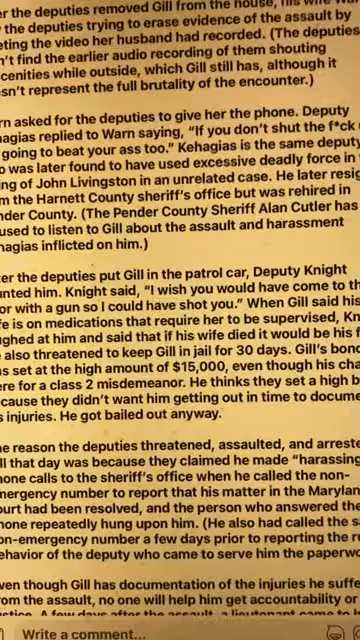 er the deputies removed Gill from the house, his wife
the deputies trying to erase evidence of the assault by
eting the video her husband had recorded. (The deputies
n't find the earlier audio recording of them shouting
cenities while outside, which Gill still has, although it
sn't represent the full brutality of the encounter.)
rn asked for the deputies to give her the phone. Deputy
hagias replied to Warn saying, "If you don't shut the f*ck
going to beat your ass too." Kehagias is the same deputy
o was later found to have used excessive deadly force in
ing of John Livingston in an unrelated case. He later resig
m the Harnett County sheriff's office but was rehired in
nder County. (The Pender County Sheriff Alan Cutler has
used to listen to Gill about the assault and harassment
hagias inflicted on him.)
ter the deputies put Gill in the patrol car, Deputy Knight
unted him. Knight said, "I wish you would have come to th
or with a gun so I could have shot you." When Gill said his
fe is on medications that require her to be supervised, Kn
ughed at him and said that if his wife died it would be his f
also threatened to keep Gill in jail for 30 days. Gill's bond
s set at the high amount of $15,000, even though his cha
ere for a class 2 misdemeanor. He thinks they set a high b
cause they didn't want him getting out in time to docume
s injuries. He got bailed out anyway.
he reason the deputies threatened, assaulted, and arreste
ll that day was because they claimed he made "harassing
hone calls to the sheriff's office when he called the non-
mergency number to report that his matter in the Marylan
ourt had been resolved, and the person who answered the
hone repeatedly hung upon him. (He also had called the s
on-emergency number a few days prior to reporting the ru
ehavior of the deputy who came to serve him the paperwo
ven though Gill has documentation of the injuries he suffe
rom the assault, no one will help him get accountability or
A few days after the assault, a lieutenant came to
Write a comment...